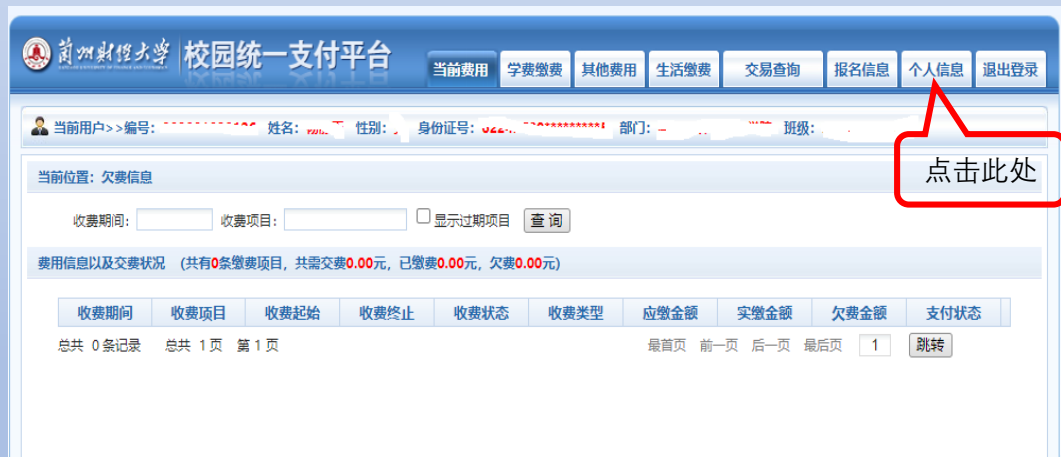 兰州财经大学 校园统一支付平台
当前费用 学费缴费 其他费用 生活缴费 交易查询 报名信息 个人信息 退出登录
当前用户>>编号: 姓名: 性别: 身份证号: 部门: 班级:
点击此处
当前位置: 欠费信息
收费期间: 收费项目: 显示过期项目 查询
费用信息以及交费状况 (共有0条缴费项目, 共需交费0.00元, 已缴费0.00元, 欠费0.00元)
收费期间 收费项目 收费起始 收费终止 收费状态 收费类型 应缴金额 实缴金额 欠费金额 支付状态
总共 0 条记录 总共 1 页 第 1 页 最首页 前一页 后一页 最后页 1 跳转